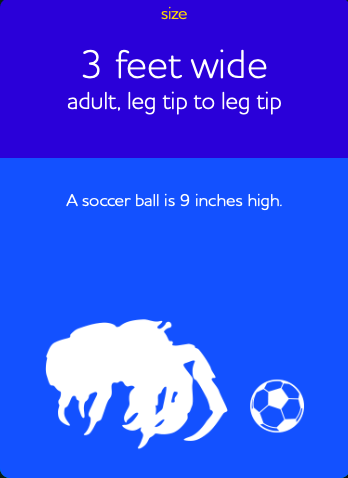 size
3 feet wide
adult, leg tip to leg tip
A soccer ball is 9 inches high.